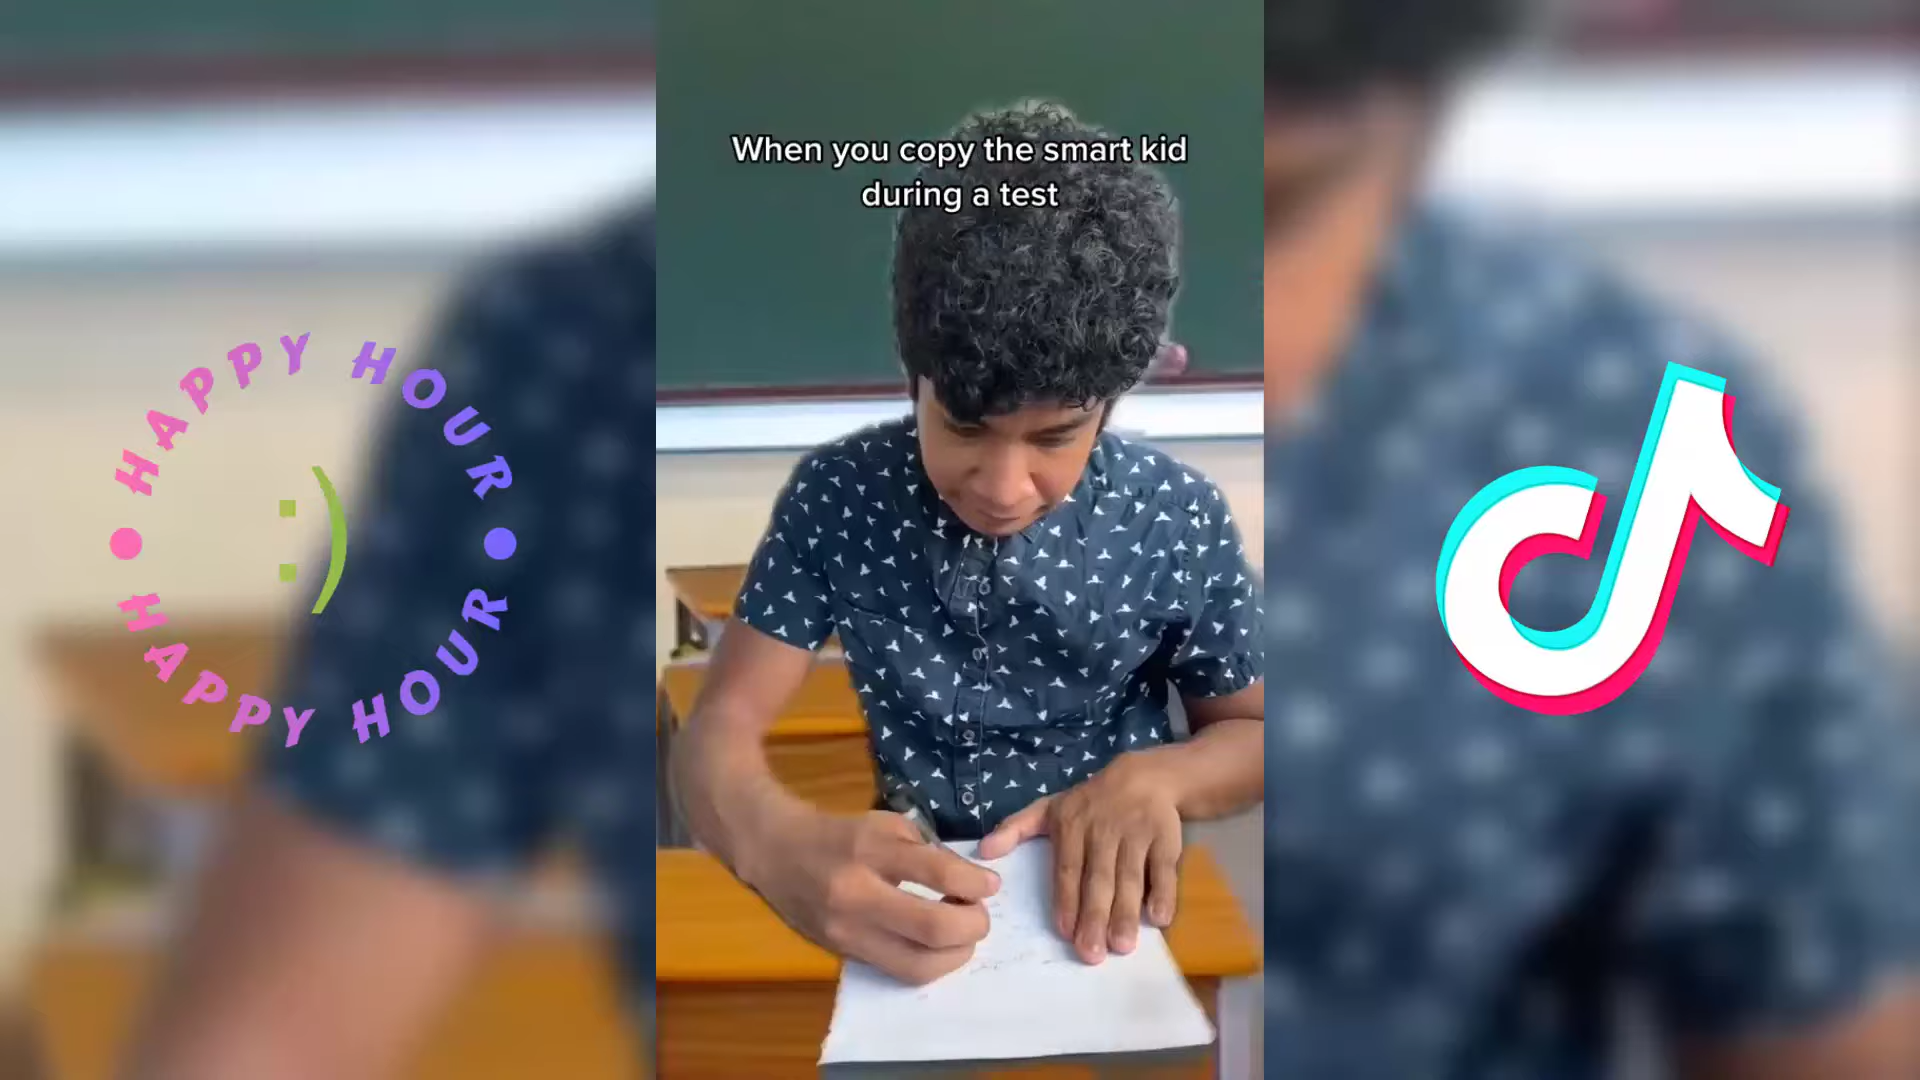 When you copy the smart kid
during a test
HAPPY HOUR
:)
HAPPY HOUR